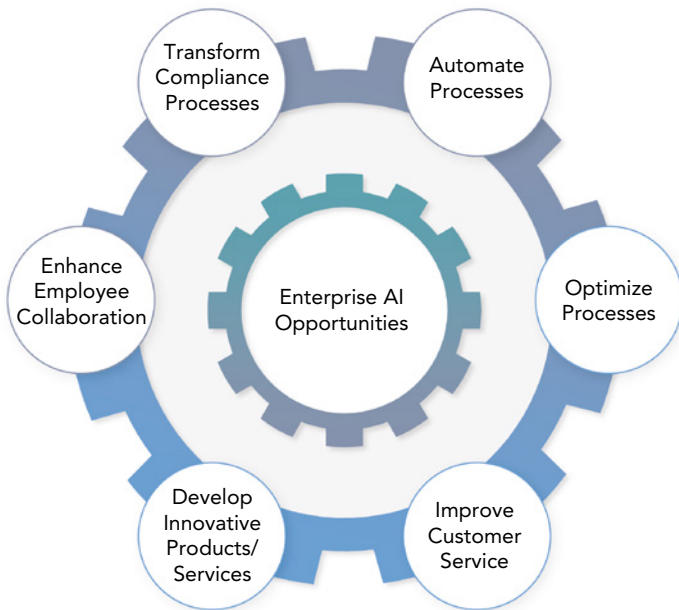 Transform
Compliance
Processes
Automate
Processes
Enhance
Employee
Collaboration
Enterprise AI
Opportunities
Optimize
Processes
Develop
Innovative
Products/
Services
Improve
Customer
Service